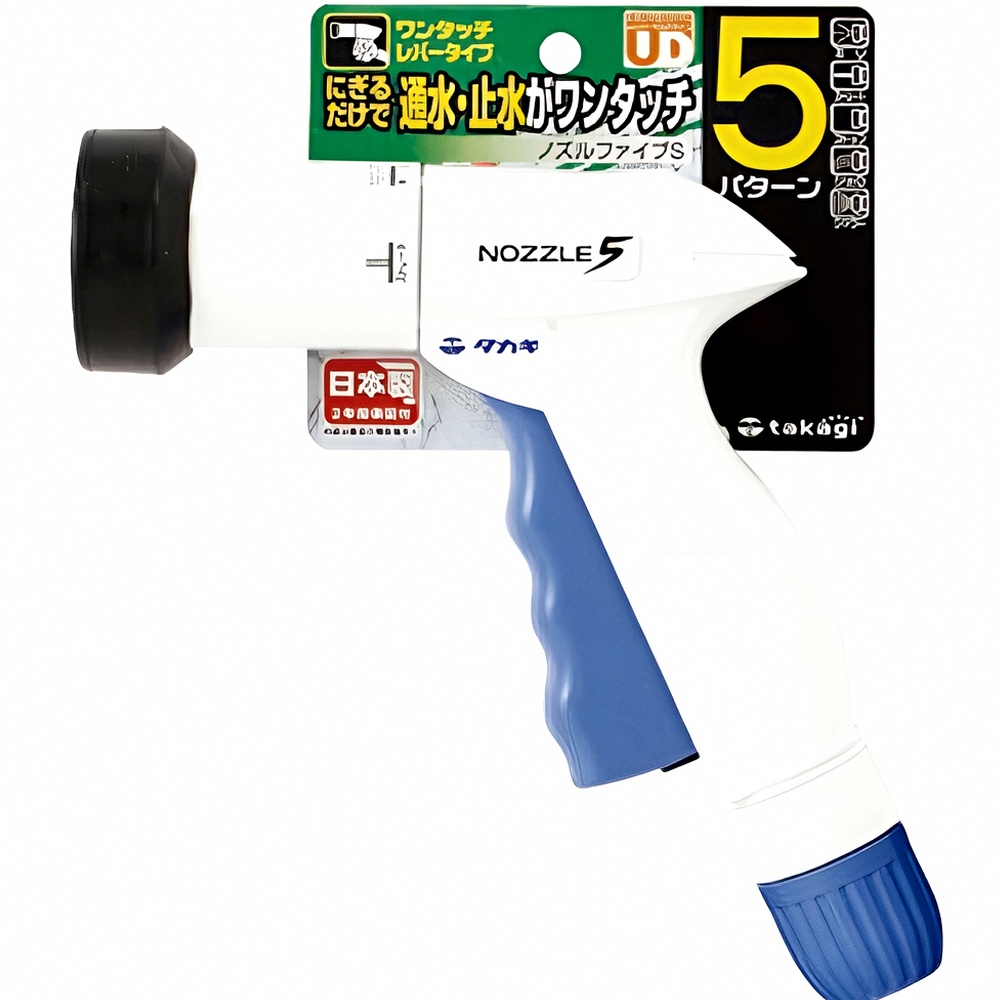 ワンタッチ
レバータイプ
UD
にぎる
だけで
通水・止水がワンタッチ
ノズルファイブS
5
パターン
NOZZLE 5
タカギ
日本製
takagi